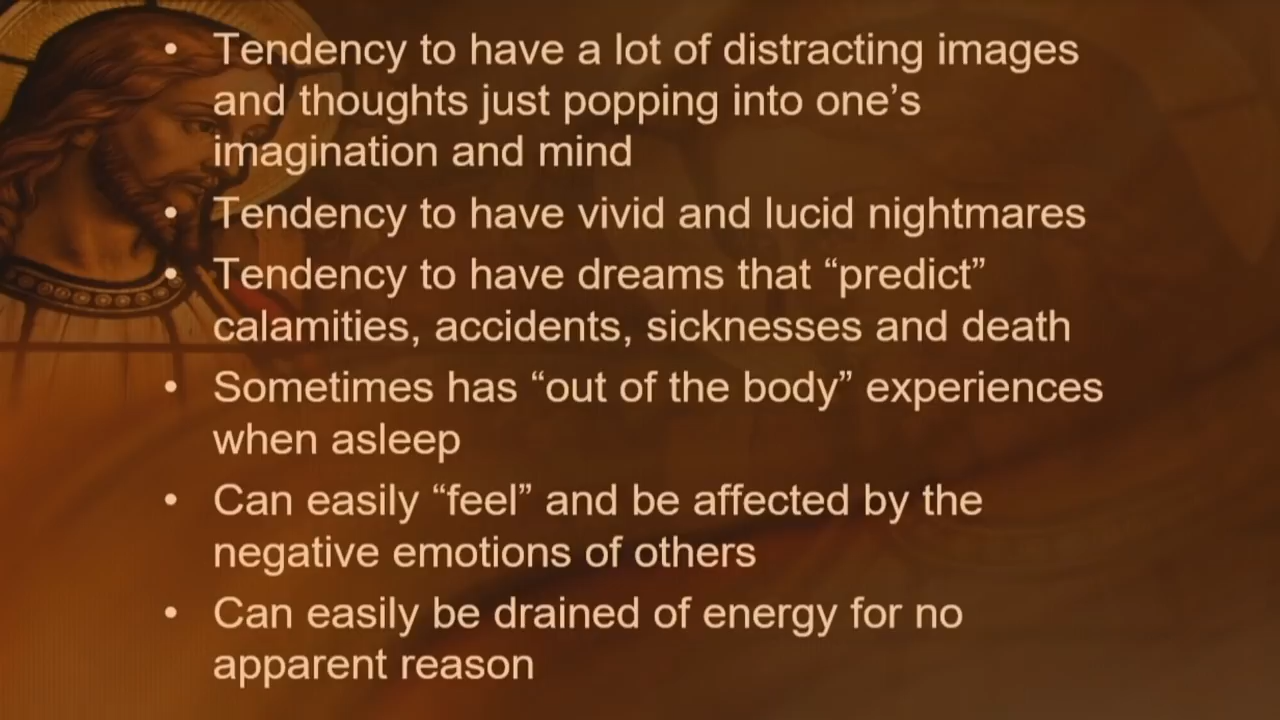 • Tendency to have a lot of distracting images
and thoughts just popping into one’s
imagination and mind
• Tendency to have vivid and lucid nightmares
• Tendency to have dreams that “predict”
calamities, accidents, sicknesses and death
• Sometimes has “out of the body” experiences
when asleep
• Can easily “feel” and be affected by the
negative emotions of others
• Can easily be drained of energy for no
apparent reason